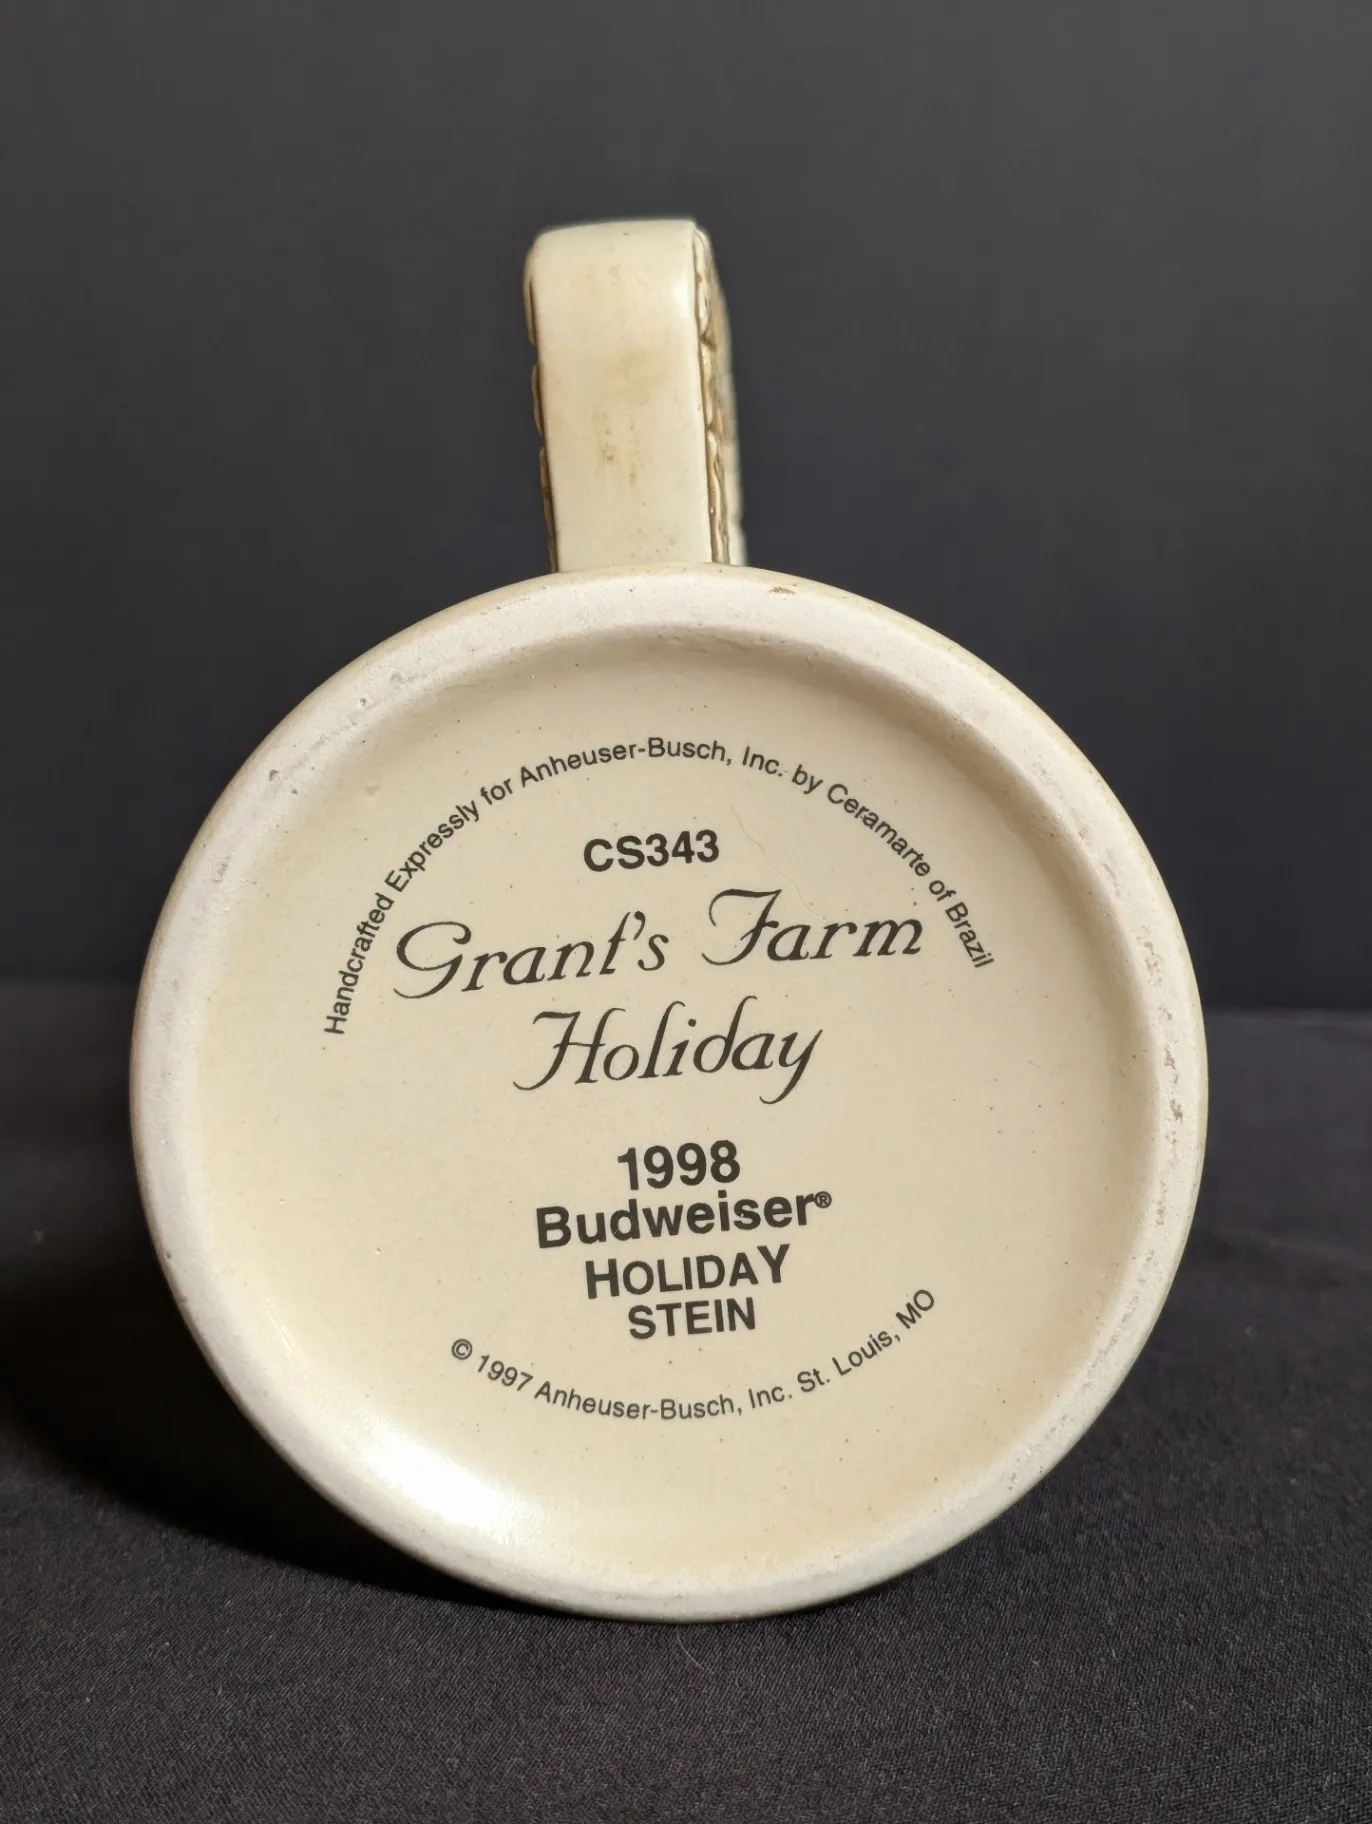 Handcrafted Expressly for Anheuser-Busch, Inc. by Ceramarte of Brazil
CS343
Grant's Farm
Holiday
1998
Budweiser®
HOLIDAY
STEIN
© 1997 Anheuser-Busch, Inc. St. Louis, MO